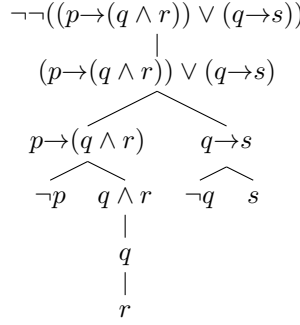 ¬¬((p→(q ∧ r)) ∨ (q→s))
(p→(q ∧ r)) ∨ (q→s)
p→(q ∧ r) q→s
¬p q ∧ r ¬q s
q
r